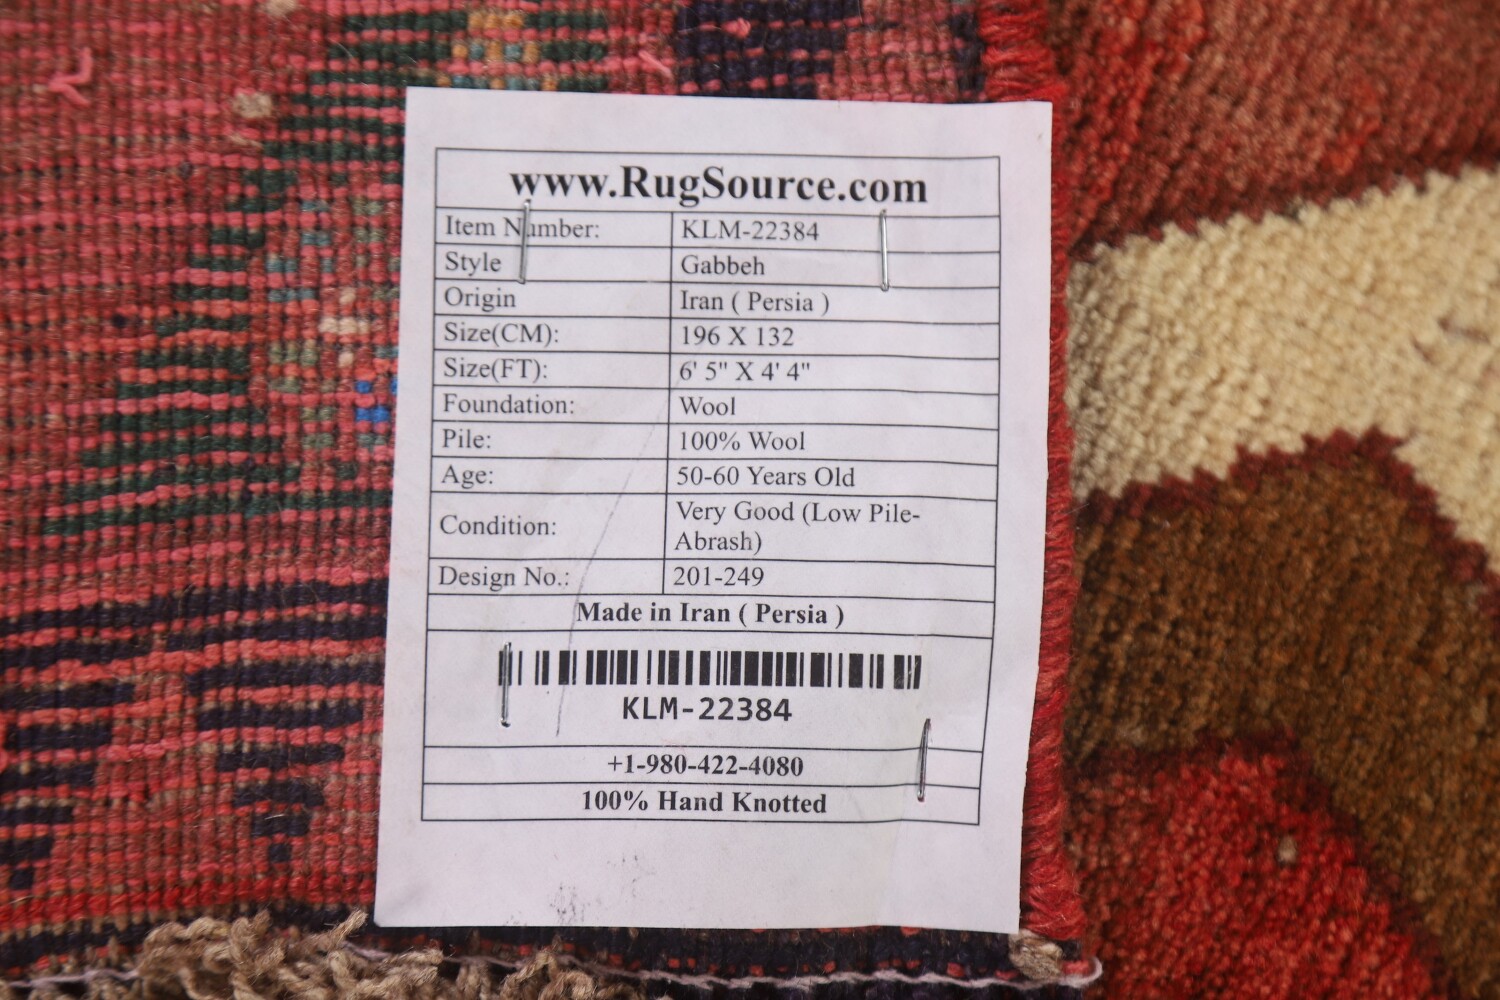 www.RugSource.com
Item Number: KLM-22384
Style Gabbeh
Origin Iran ( Persia )
Size(CM): 196 X 132
Size(FT): 6' 5" X 4' 4"
Foundation: Wool
Pile: 100% Wool
Age: 50-60 Years Old
Condition: Very Good (Low Pile-
Abrash)
Design No.: 201-249
Made in Iran ( Persia )
KLM-22384
+1-980-422-4080
100% Hand Knotted